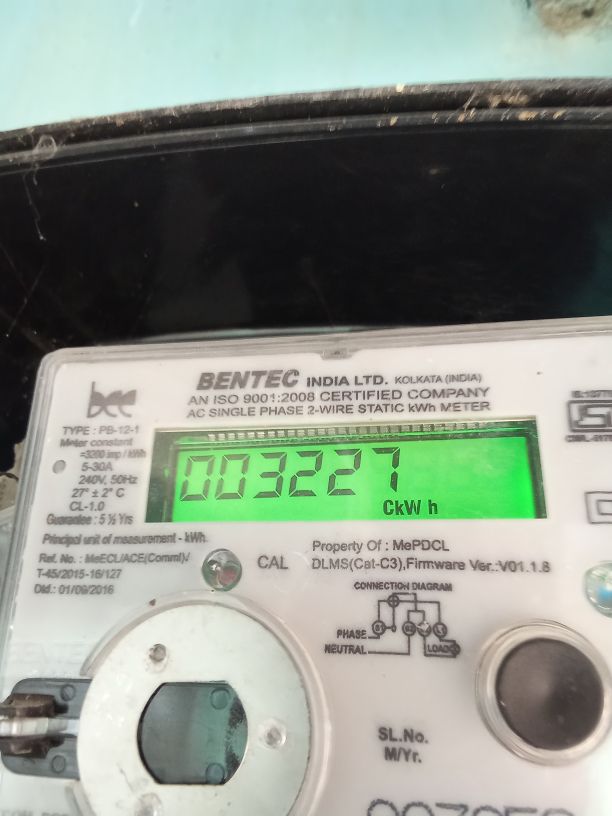 bee
BENTEC INDIA LTD. KOLKATA (INDIA)
AN ISO 9001:2008 CERTIFIED COMPANY
AC SINGLE PHASE 2-WIRE STATIC kWh METER
TYPE : PB-12-1
Meter constant
=3200 imp / kWh
5-30A
240V, 50Hz
27° ± 2° C
CL-1.0
Guarantee : 5 ½ Yrs
003227
CkW h
Principal unit of measurement - kWh.
Ref. No. : MeECL/ACE(Comml)/
T-45/2015-16/127
Dtd.: 01/09/2016
CAL
Property Of : MePDCL
DLMS(Cat-C3),Firmware Ver.:V01.1.8
CONNECTION DIAGRAM
PHASE
NEUTRAL
LOAD
SL.No.
M/Yr.